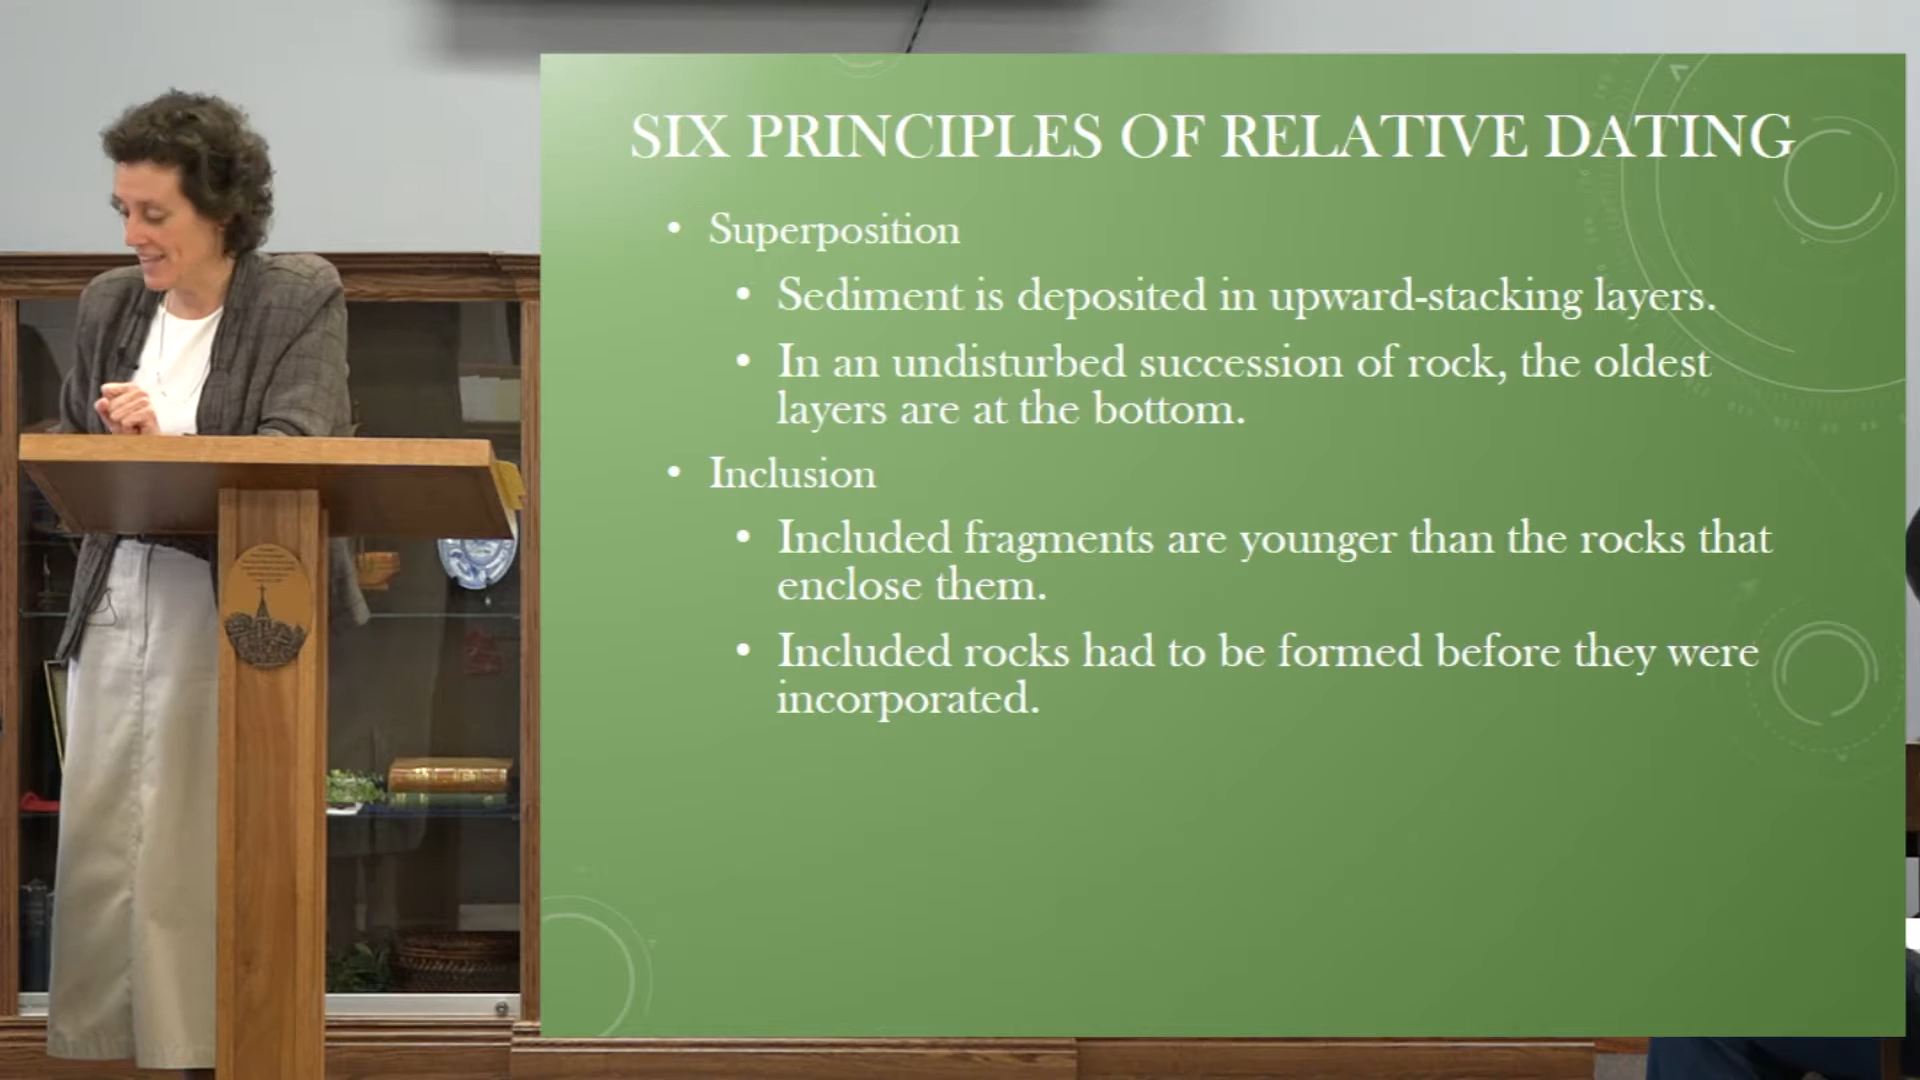 SIX PRINCIPLES OF RELATIVE DATING
• Superposition
• Sediment is deposited in upward-stacking layers.
• In an undisturbed succession of rock, the oldest
layers are at the bottom.
• Inclusion
• Included fragments are younger than the rocks that
enclose them.
• Included rocks had to be formed before they were
incorporated.